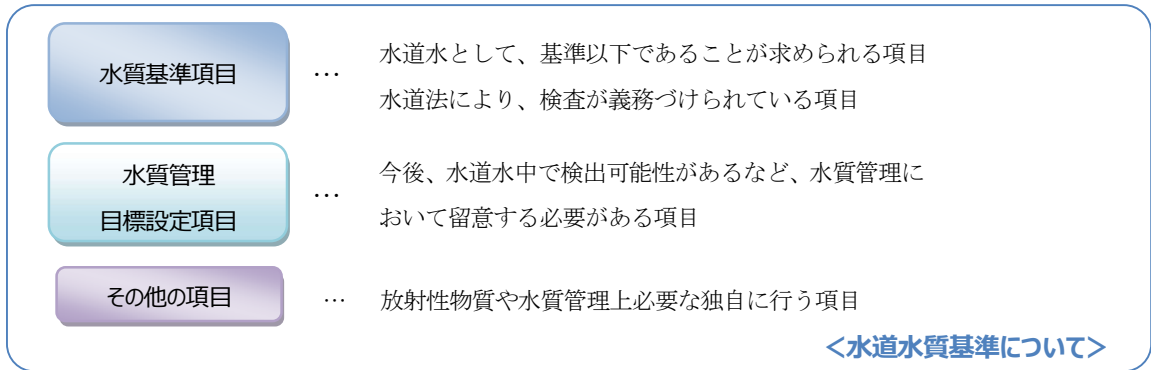 水質基準項目
… 水道水として、基準以下であることが求められる項目
水道法により、検査が義務づけられている項目
水質管理
目標設定項目
… 今後、水道水中で検出可能性があるなど、水質管理に
おいて留意する必要がある項目
その他の項目 … 放射性物質や水質管理上必要な独自に行う項目
<水道水質基準について>